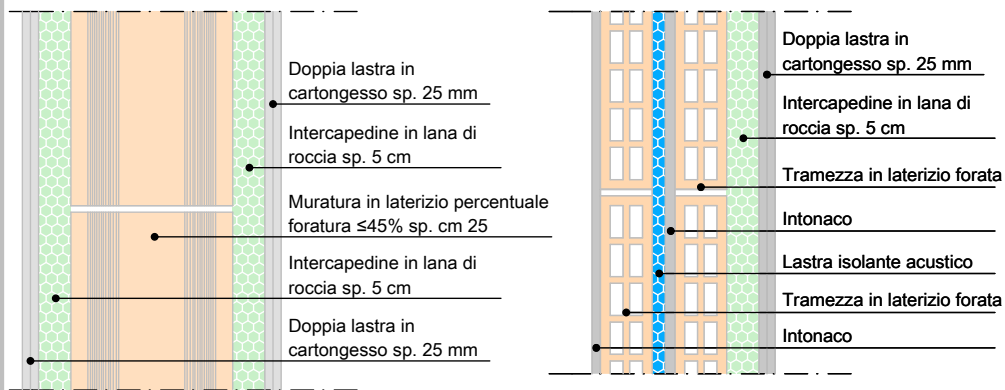 Doppia lastra in
cartongesso sp. 25 mm
Intercapedine in lana di
roccia sp. 5 cm
Muratura in laterizio percentuale
foratura ≤45% sp. cm 25
Intercapedine in lana di
roccia sp. 5 cm
Doppia lastra in
cartongesso sp. 25 mm
Doppia lastra in
cartongesso sp. 25 mm
Intercapedine in lana di
roccia sp. 5 cm
Tramezza in laterizio forata
Intonaco
Lastra isolante acustico
Tramezza in laterizio forata
Intonaco